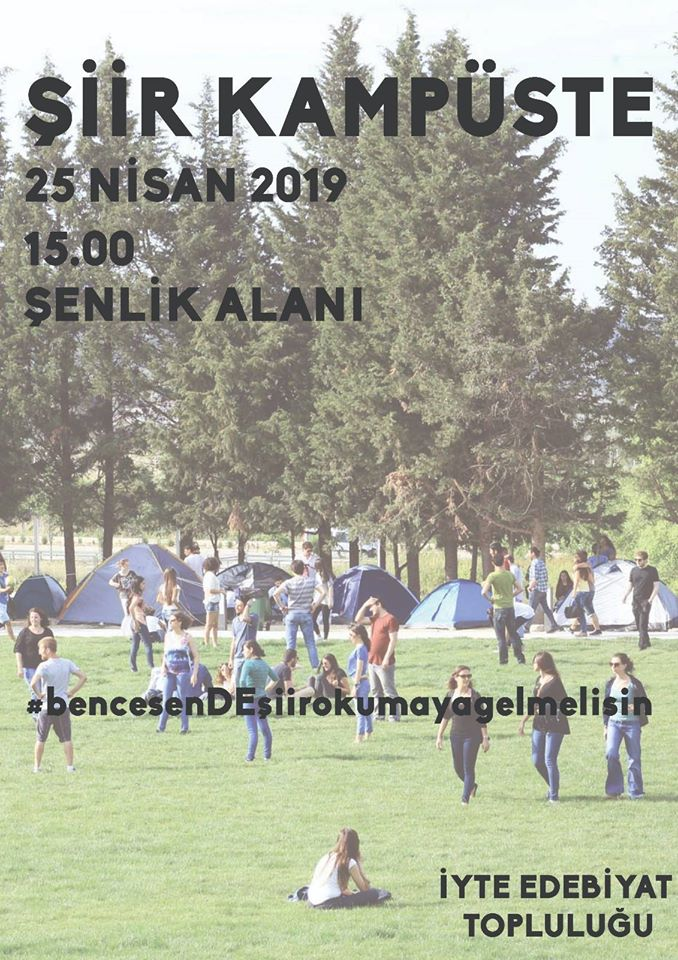 ŞİİR KAMPÜSTE
25 NİSAN 2019
15.00
ŞENLİK ALANI
#bencesenDEşiirokumayagelmelisin
İYTE EDEBİYAT
TOPLULUĞU